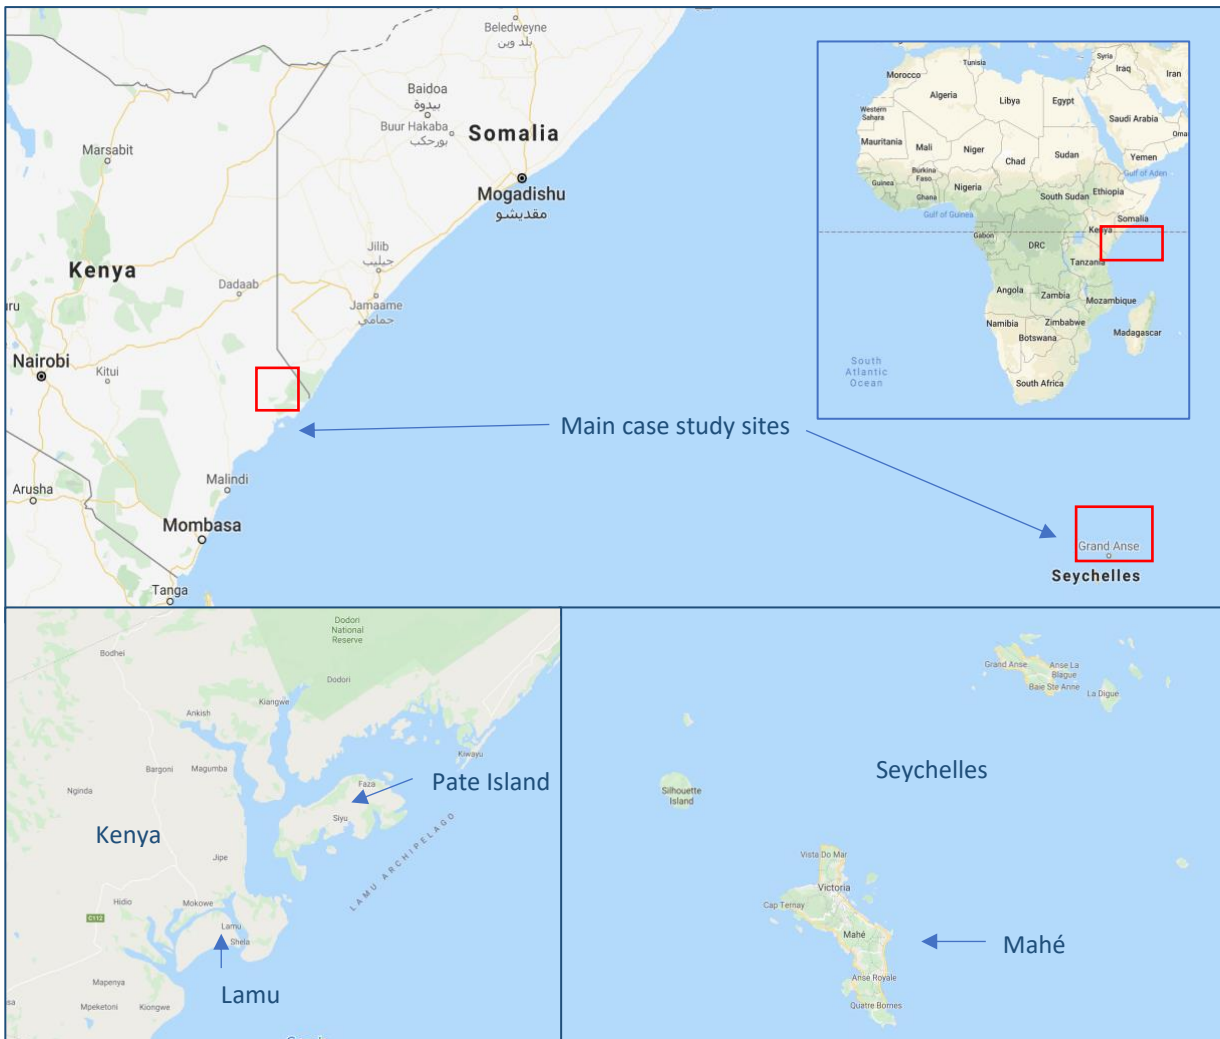 Beledweyne
بلد وين
Baidoa
بيدوة
Buur Hakaba
بورحكب
Somalia
Marsabit
Mogadishu
مقديشو
Jilib
جيليب
Kenya
Dadaab
Jamaame
جمامي
Nairobi
Kitui
Main case study sites
Malindi
Arusha
Mombasa
Tanga
Grand Anse
Seychelles
Tunisia
Syria
Morocco
Iraq
Iran
Algeria
Libya
Egypt
Western
Sahara
Saudi Arabia
Oma
Mauritania
Mali
Niger
Chad
Sudan
Yemen
Gulf of Aden
Burkina
Faso
Guinea
Ghana
Nigeria
South Sudan
Ethiopia
Gulf of Guinea
Somalia
Kenya
Gabon
DRC
Tanzania
Angola
Zambia
Mozambique
Namibia
Zimbabwe
Botswana
Madagascar
South
Atlantic
Ocean
South Africa
Dodori
National
Reserve
Bodhei
Dodori
Kiangwe
Ankish
Kiwayu
Bargoni
Magumba
Pate Island
Faza
Nginda
Siyu
Kenya
LAMU ARCHIPELAGO
Jipe
Hidio
Mokowe
C112
Lamu
Shela
Mapenya
Lamu
Mpeketoni
Kiongwe
Grand Anse
Anse La
Blague
Baie Ste Anne
La Digue
Seychelles
Silhouette
Island
Vista Do Mar
Victoria
Cap Ternay
Mahé
Mahé
Anse Royale
Quatre Bornes